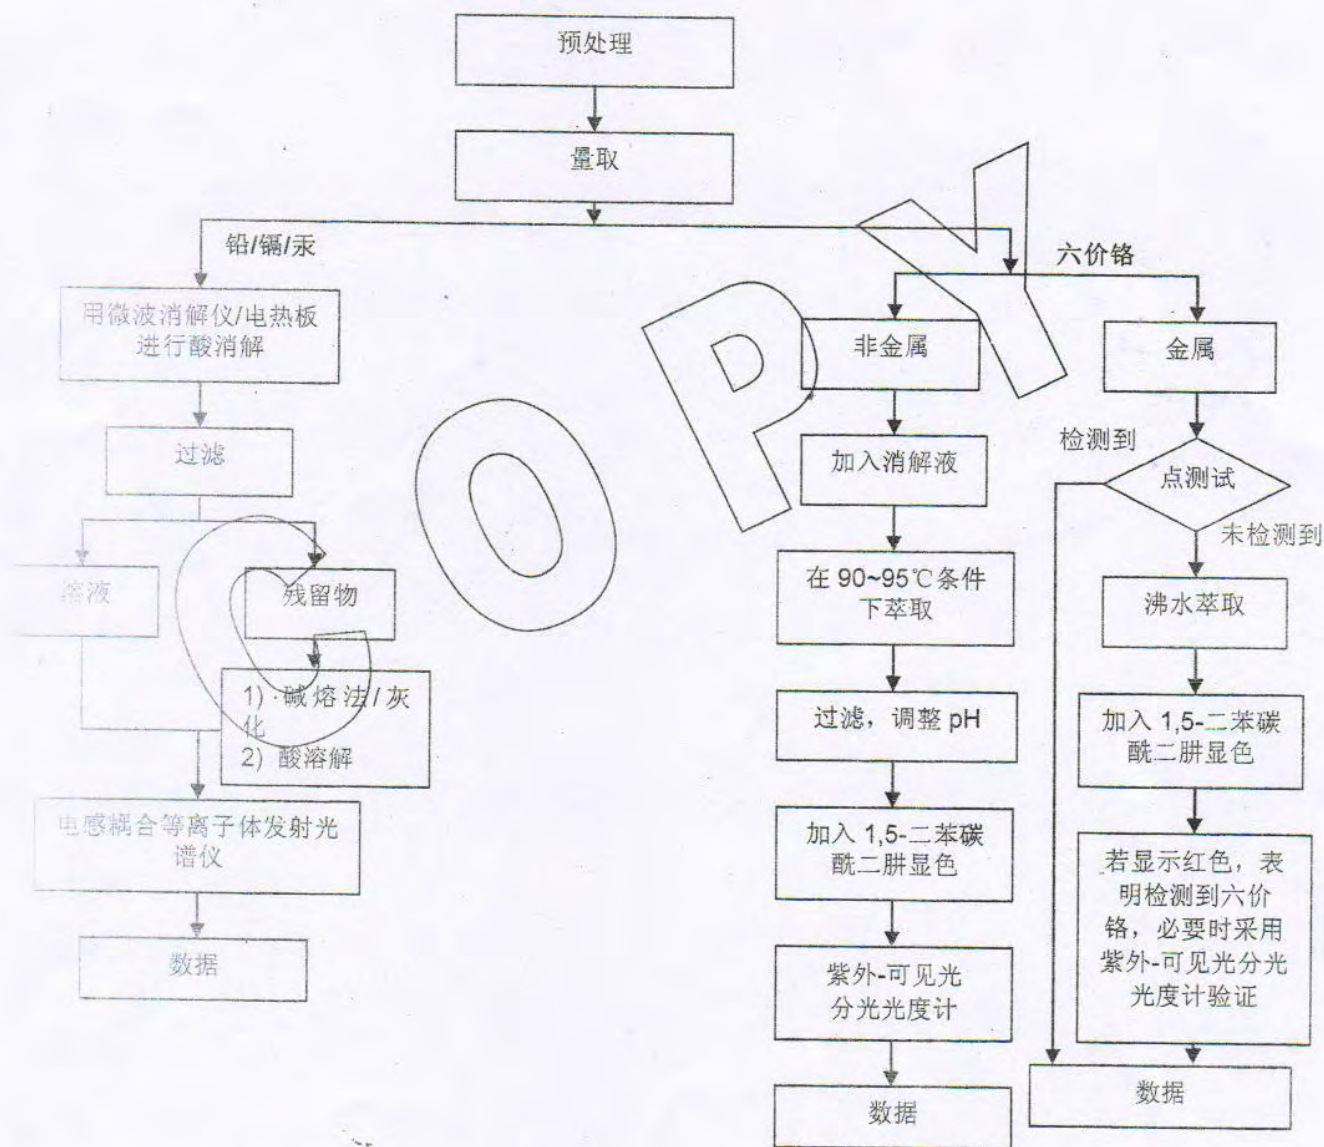 预处理
量取
铅/镉/汞
六价铬
用微波消解仪/电热板
进行酸消解
过滤
溶液
残留物
1) 碱熔法/灰
化
2) 酸溶解
电感耦合等离子体发射光
谱仪
数据
非金属
加入消解液
在 90~95℃条件
下萃取
过滤，调整 pH
加入 1,5-二苯碳
酰二肼显色
紫外-可见光
分光光度计
数据
金属
检测到
点测试
未检测到
沸水萃取
加入 1,5-二苯碳
酰二肼显色
若显示红色，表
明检测到六价
铬，必要时采用
紫外-可见光分光
光度计验证
数据
COPY